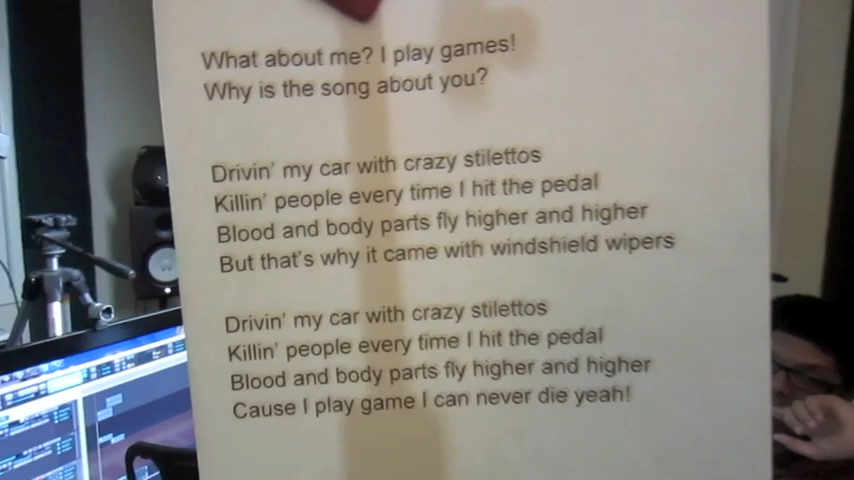 What about me? I play games!
Why is the song about you?
Drivin' my car with crazy stilettos
Killin' people every time I hit the pedal
Blood and body parts fly higher and higher
But that's why it came with windshield wipers
Drivin' my car with crazy stilettos
Killin' people every time I hit the pedal
Blood and body parts fly higher and higher
Cause I play game I can never die yeah!